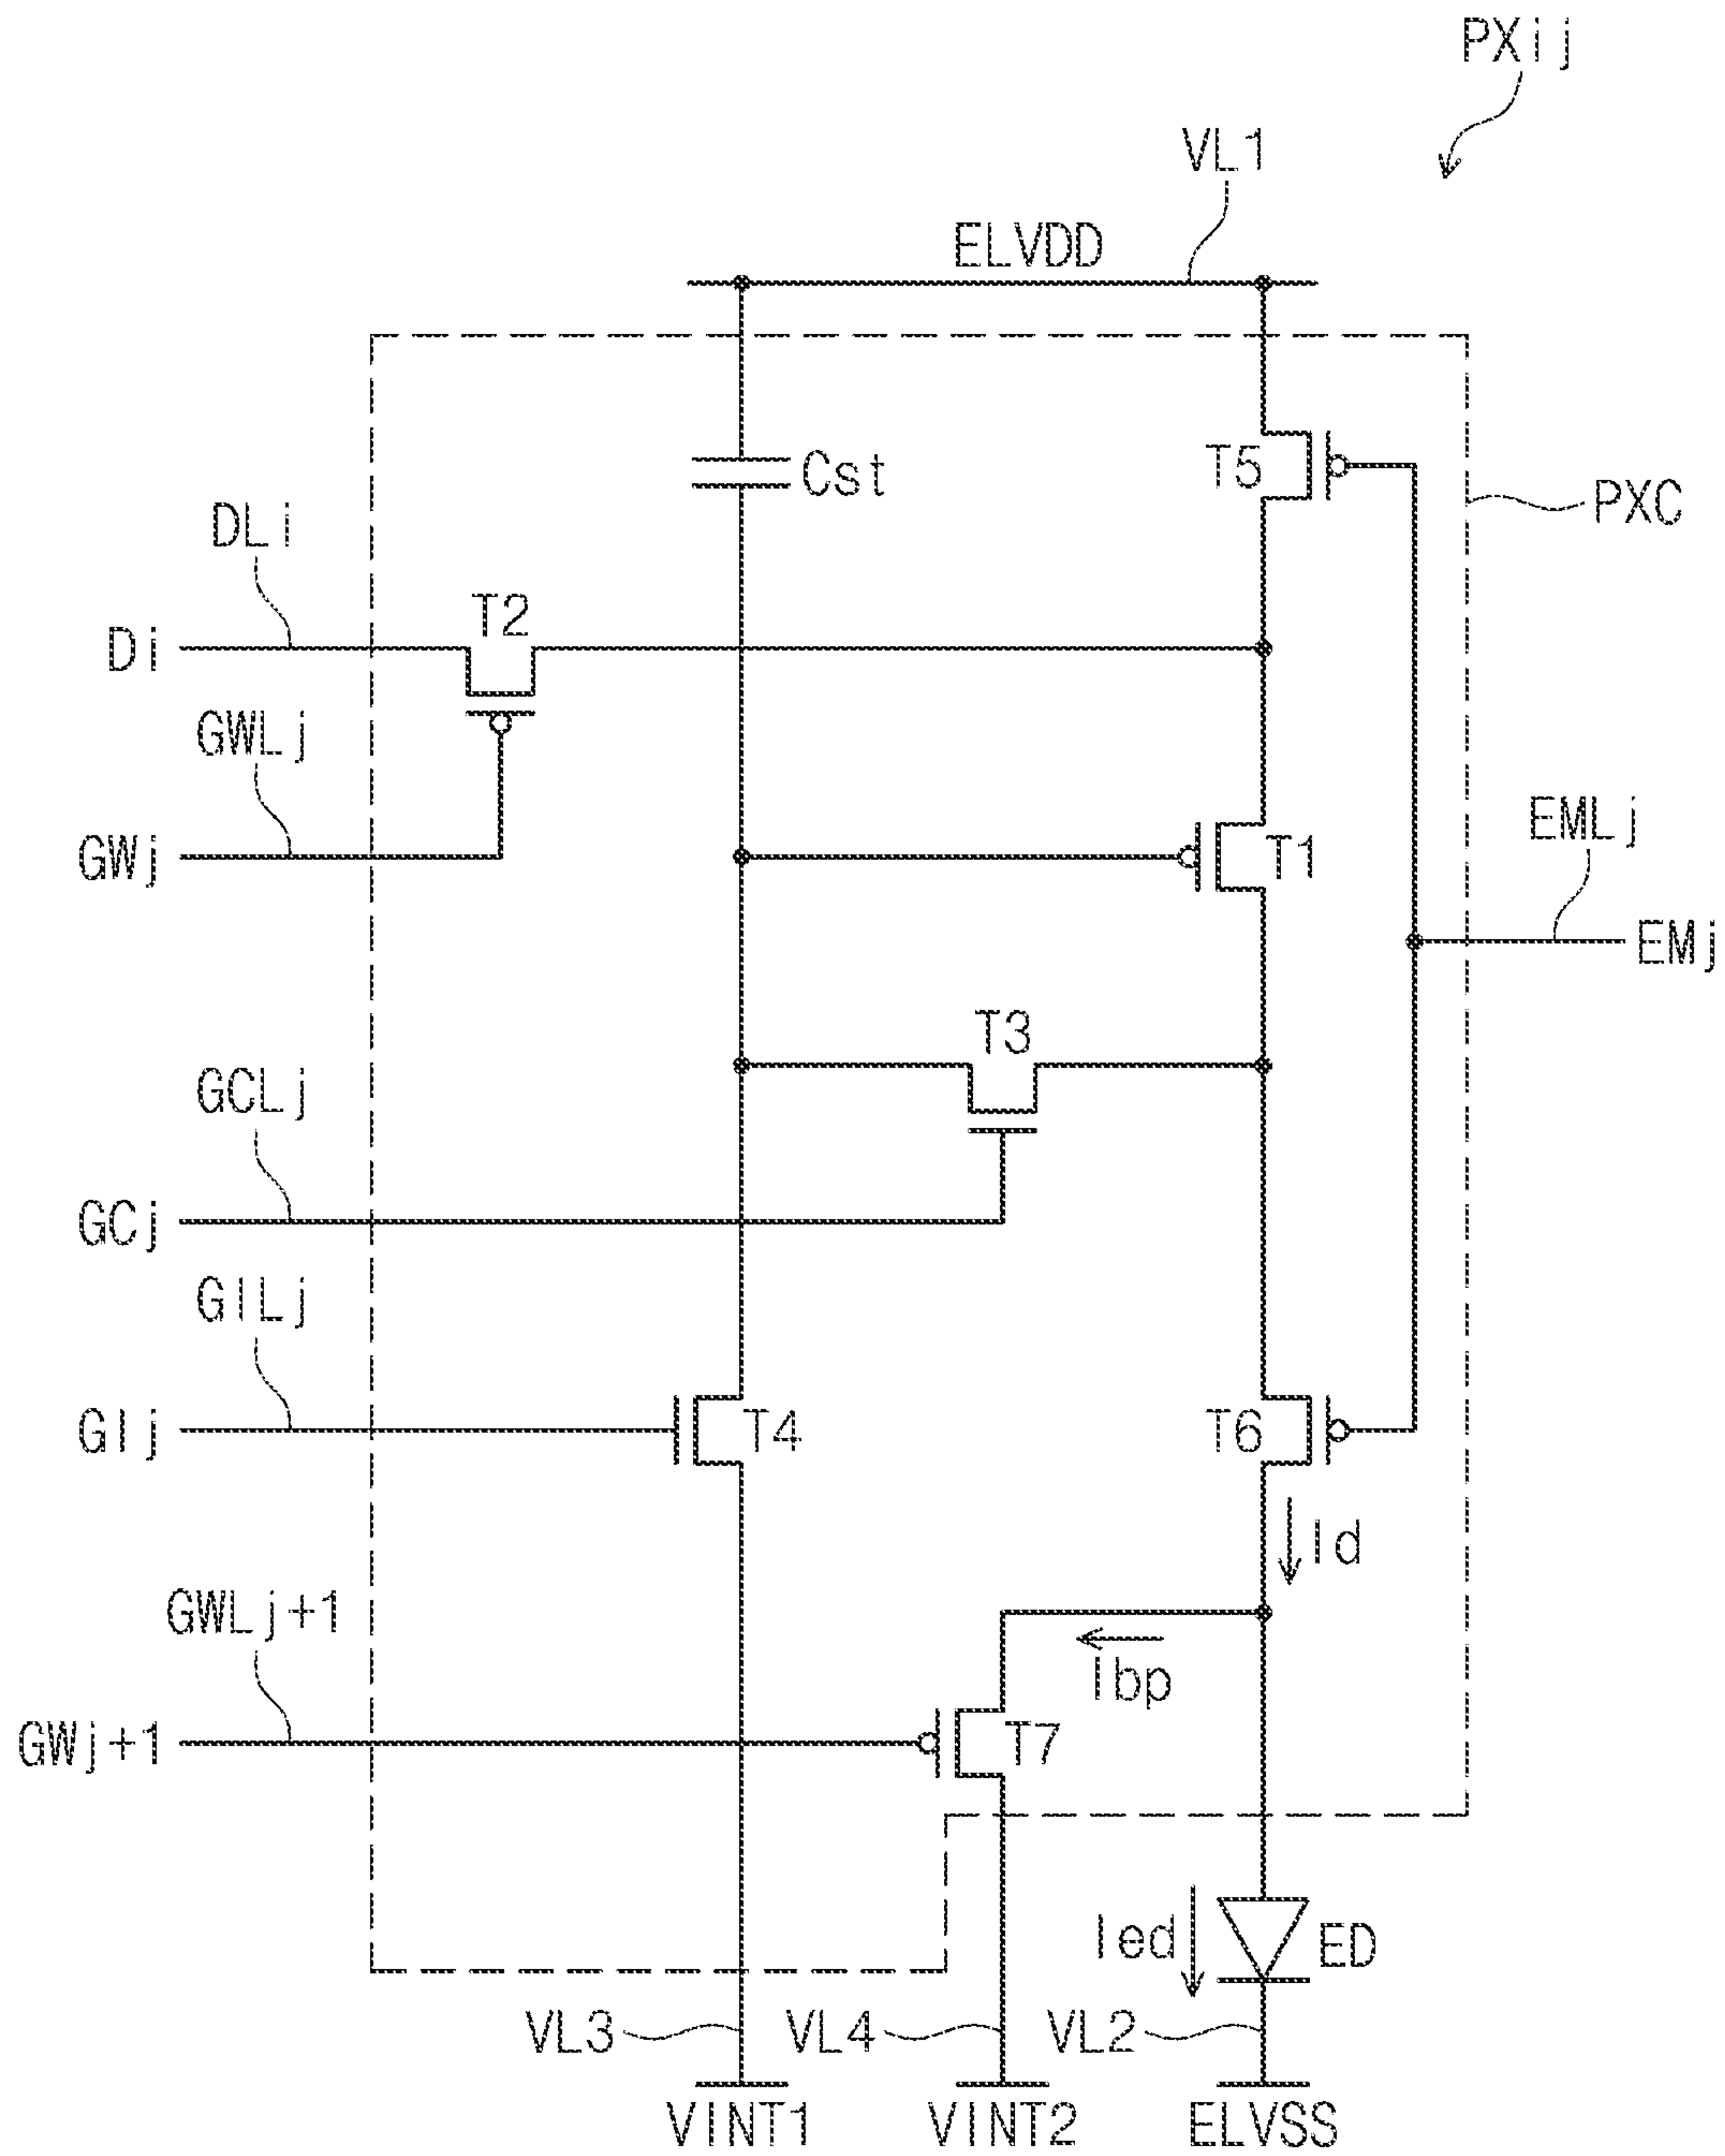 PXij
VL1
ELVDD
Cst
T5
PXC
DLi
T2
Di
GWLj
GWj
T1
EMLj
EMj
T3
GCLj
GCj
GILj
GIj
T4
T6
Id
GWLj+1
Ibp
GWj+1
T7
Ied
ED
VL3
VL4
VL2
VINT1
VINT2
ELVSS